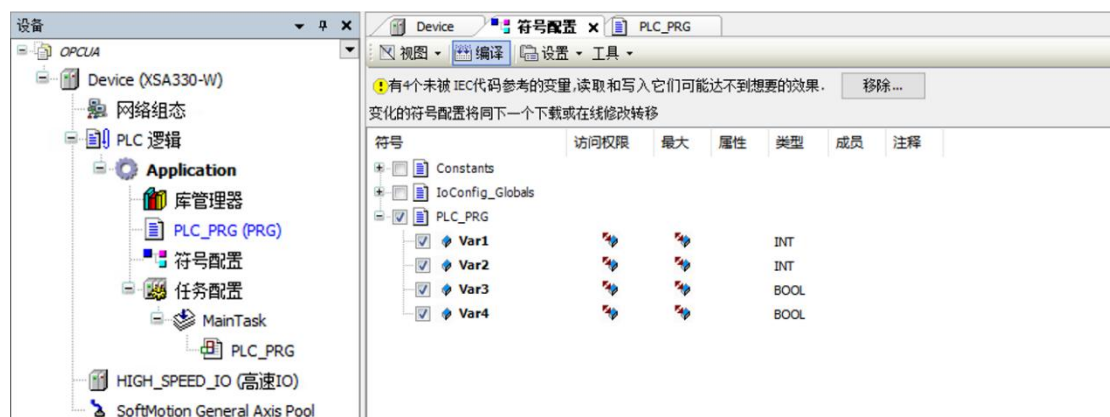 设备
OPCUA
Device (XSA330-W)
网络组态
PLC 逻辑
Application
库管理器
PLC_PRG (PRG)
符号配置
任务配置
MainTask
PLC_PRG
HIGH_SPEED_IO (高速IO)
SoftMotion General Axis Pool
Device 符号配置 PLC_PRG
视图 编译 设置 工具
有4个未被 IEC代码参考的变量,读取和写入它们可能达不到想要的效果. 移除...
变化的符号配置将同下一个下载或在线修改转移
符号 访问权限 最大 属性 类型 成员 注释
Constants
IoConfig_Globals
PLC_PRG
Var1 INT
Var2 INT
Var3 BOOL
Var4 BOOL